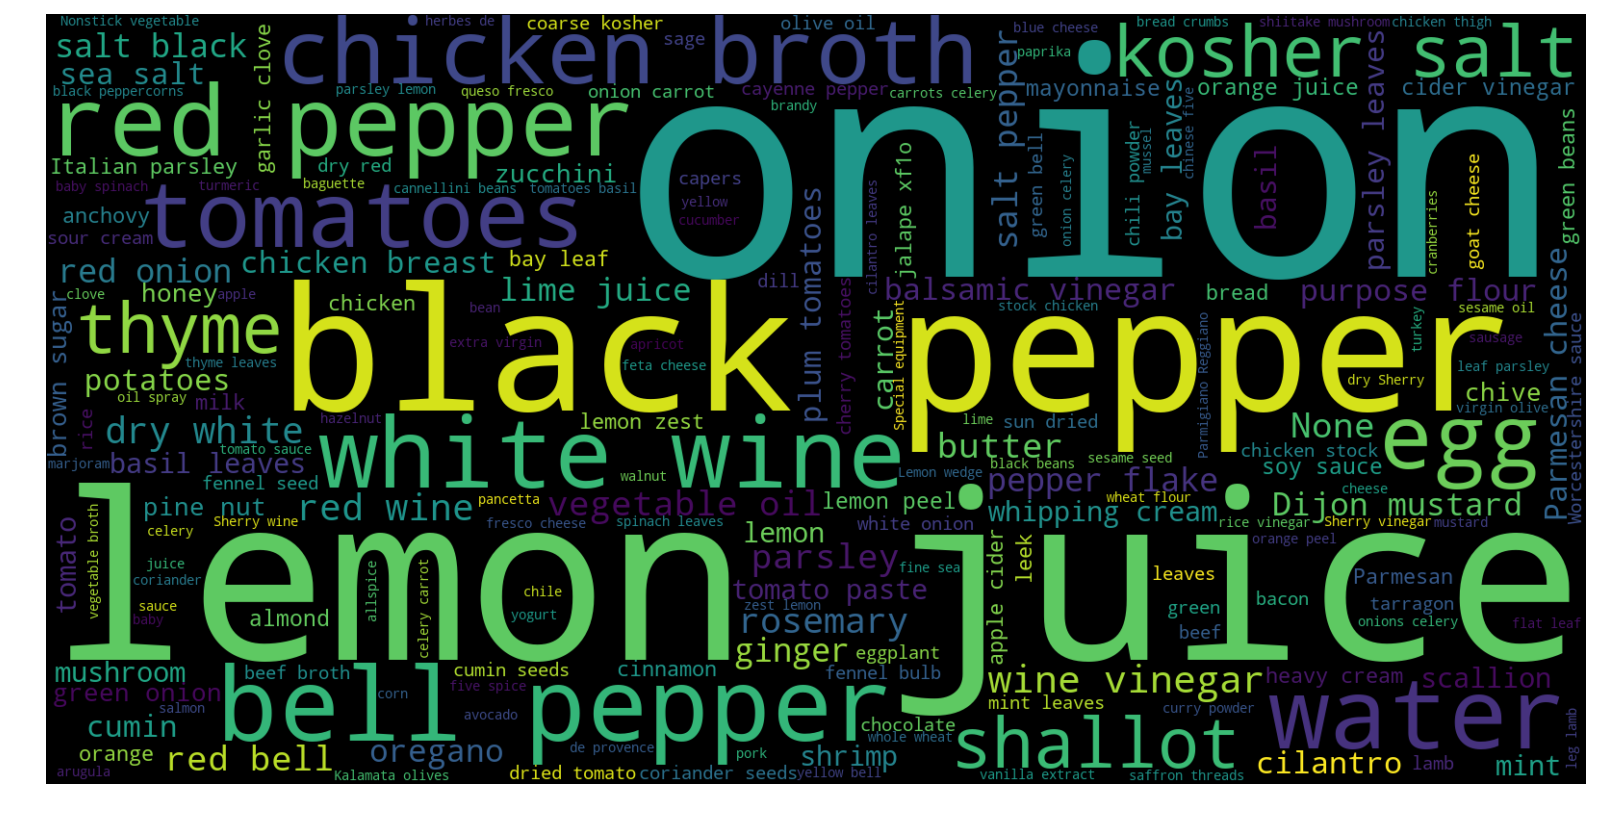 Nonstick vegetable
herbes de
coarse kosher
olive oil
blue cheese
bread crumbs
shiitake mushroom
chicken thigh
salt black
garlic clove
chicken broth
sage
salt pepper
paprika
kosher salt
parsley leaves
sea salt
black peppercorns
parsley lemon
queso fresco
onion carrot
cayenne pepper
carrots celery
mayonnaise
bay leaves
orange juice
cider vinegar
red pepper
brandy
onion
chinese five
mussel
chili powder
green bell
onion celery
basil
cranberries
goat cheese
green beans
Italian parsley
dry red
zucchini
capers
jalape xf1o
baby spinach
turmeric
baguette
cannellini beans
tomatoes basil
yellow
cucumber
cilantro leaves
plum tomatoes
anchovy
tomatoes
sour cream
red onion
chicken breast
bay leaf
dill
lime juice
balsamic vinegar
bread
purpose flour
Parmesan cheese
Worcestershire sauce
clove
honey
apple
chicken
bean
stock chicken
sesame oil
brown sugar
thyme
black pepper
extra virgin
apricot
cherry tomatoes
carrot
Special equipment
Parmigiano Reggiano
turkey
sausage
thyme leaves
feta cheese
leaf parsley
potatoes
dry Sherry
chive
oil spray
milk
rice
hazelnut
lemon zest
lime
sun dried
virgin olive
dry white
white wine
butter
None
egg
tomato sauce
chicken stock
marjoram
basil leaves
walnut
Lemon wedge
black beans
sesame seed
soy sauce
cheese
fennel seed
pepper flake
pine nut
red wine
pancetta
vegetable oil
lemon peel
wheat flour
whipping cream
Dijon mustard
tomato
vegetable broth
celery
Sherry wine
fresco cheese
spinach leaves
lemon
white onion
rice vinegar
Sherry vinegar
mustard
orange peel
lemon juice
juice
coriander
parsley
fine sea
apple cider
leek
leaves
Parmesan
sauce
baby
almond
allspice
celery carrot
chile
yogurt
tomato paste
zest lemon
rosemary
green
bacon
tarragon
onions celery
flat leaf
beef
ginger
eggplant
mushroom
beef broth
cumin seeds
cinnamon
fennel bulb
wine vinegar
heavy cream
scallion
green onion
bell pepper
corn
five spice
mint leaves
salmon
avocado
chocolate
curry powder
water
leg lamb
cumin
whole wheat
shallot
orange
red bell
oregano
de provence
pork
shrimp
cilantro
lamb
mint
arugula
Kalamata olives
dried tomato
coriander seeds
yellow bell
vanilla extract
saffron threads